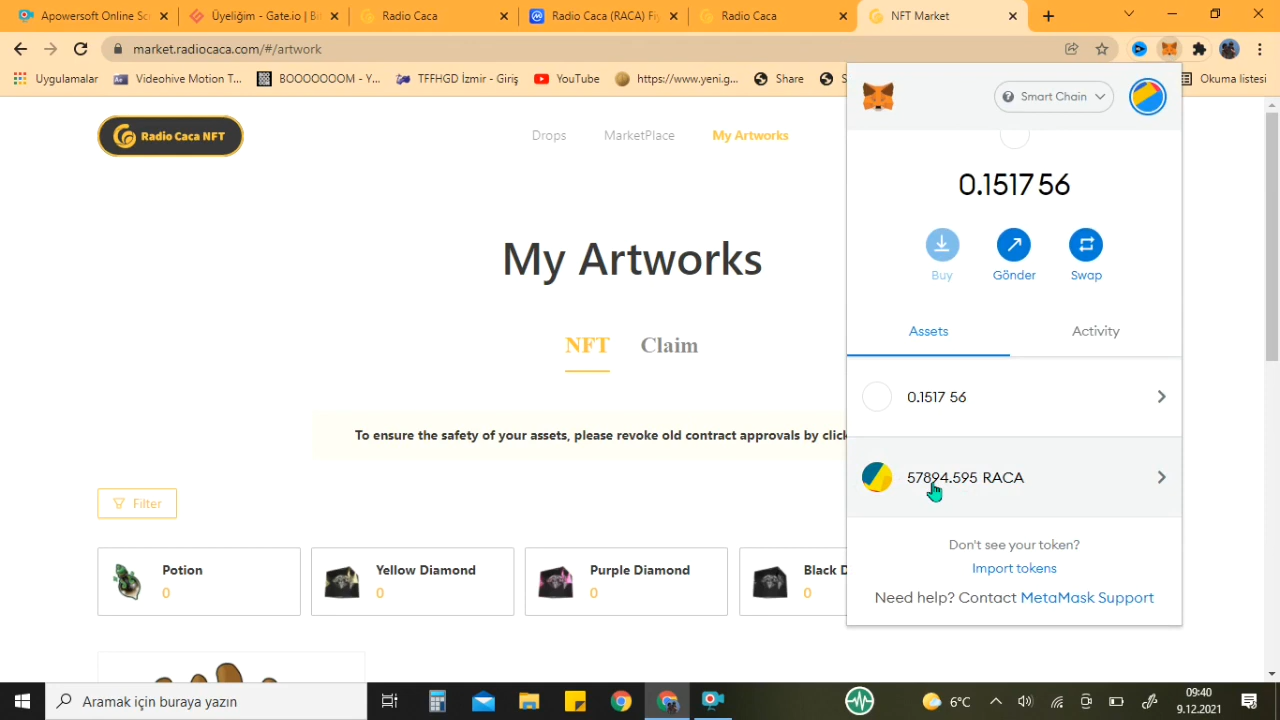 Apowersoft Online Sc
Üyeliğim - Gate.io | Bi
Radio Caca
Radio Caca (RACA) Fi
Radio Caca
NFT Market
market.radiocaca.com/#/artwork
Uygulamalar
Videohive Motion T...
BOOOOOOOM - Y...
TFFHGD İzmir - Giriş
YouTube
https://www.yeni.g...
Share
S
Okuma listesi
Radio Caca NFT
Drops
MarketPlace
My Artworks
Smart Chain
0.1517 56
Buy
Gönder
Swap
Assets
Activity
0.1517 56
57894.595 RACA
Don't see your token?
Import tokens
Need help? Contact MetaMask Support
My Artworks
NFT
Claim
To ensure the safety of your assets, please revoke old contract approvals by click
Filter
Potion
0
Yellow Diamond
0
Purple Diamond
0
Black D
0
Aramak için buraya yazın
6°C
09:40
9.12.2021